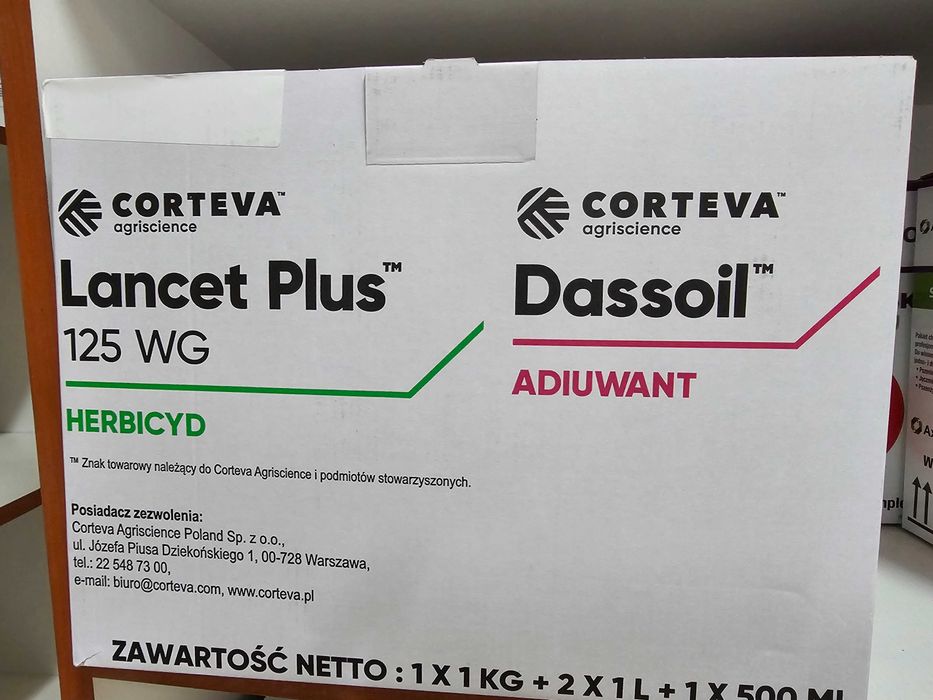 CORTEVA™
agriscience
Lancet Plus™
125 WG
HERBICYD
CORTEVA™
agriscience
Dassoil™
ADIUWANT
™ Znak towarowy należący do Corteva Agriscience i podmiotów stowarzyszonych.
Posiadacz zezwolenia:
Corteva Agriscience Poland Sp. z o.o.,
ul. Józefa Piusa Dziekońskiego 1, 00-728 Warszawa,
tel.: 22 548 73 00,
e-mail: biuro@corteva.com, www.corteva.pl
ZAWARTOŚĆ NETTO : 1 X 1 KG + 2 X 1 L + 1 X 500 ML